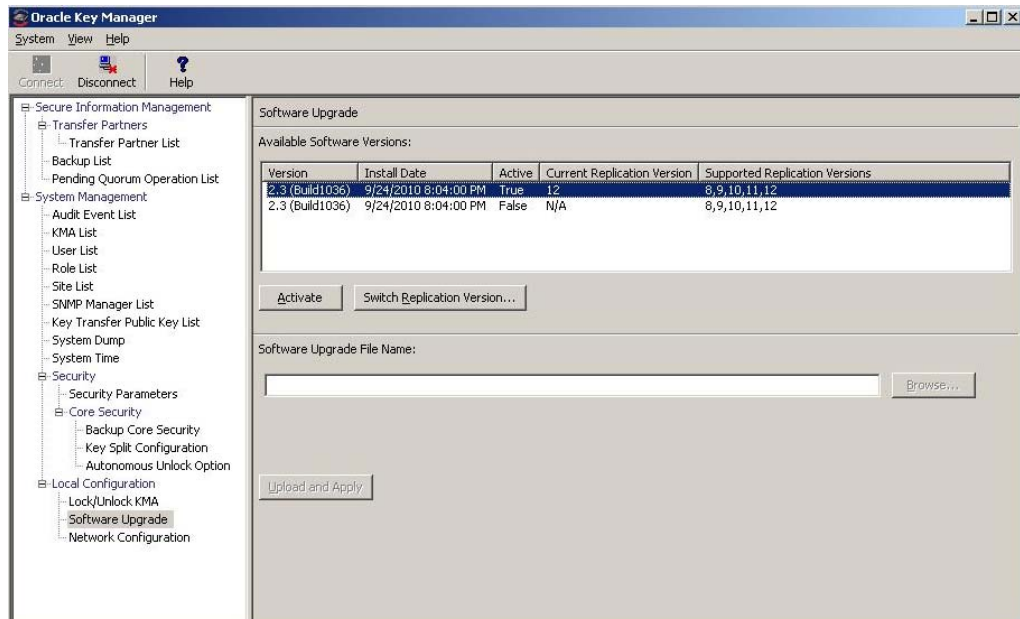 Oracle Key Manager
System View Help
Connect Disconnect Help
Secure Information Management
Transfer Partners
Transfer Partner List
Backup List
Pending Quorum Operation List
System Management
Audit Event List
KMA List
User List
Role List
Site List
SNMP Manager List
Key Transfer Public Key List
System Dump
System Time
Security
Security Parameters
Core Security
Backup Core Security
Key Split Configuration
Autonomous Unlock Option
Local Configuration
Lock/Unlock KMA
Software Upgrade
Network Configuration
Software Upgrade
Available Software Versions:
Version Install Date Active Current Replication Version Supported Replication Versions
2.3 (Build1036) 9/24/2010 8:04:00 PM True 12 8,9,10,11,12
2.3 (Build1036) 9/24/2010 8:04:00 PM False N/A 8,9,10,11,12
Activate Switch Replication Version...
Software Upgrade File Name:
Browse...
Upload and Apply